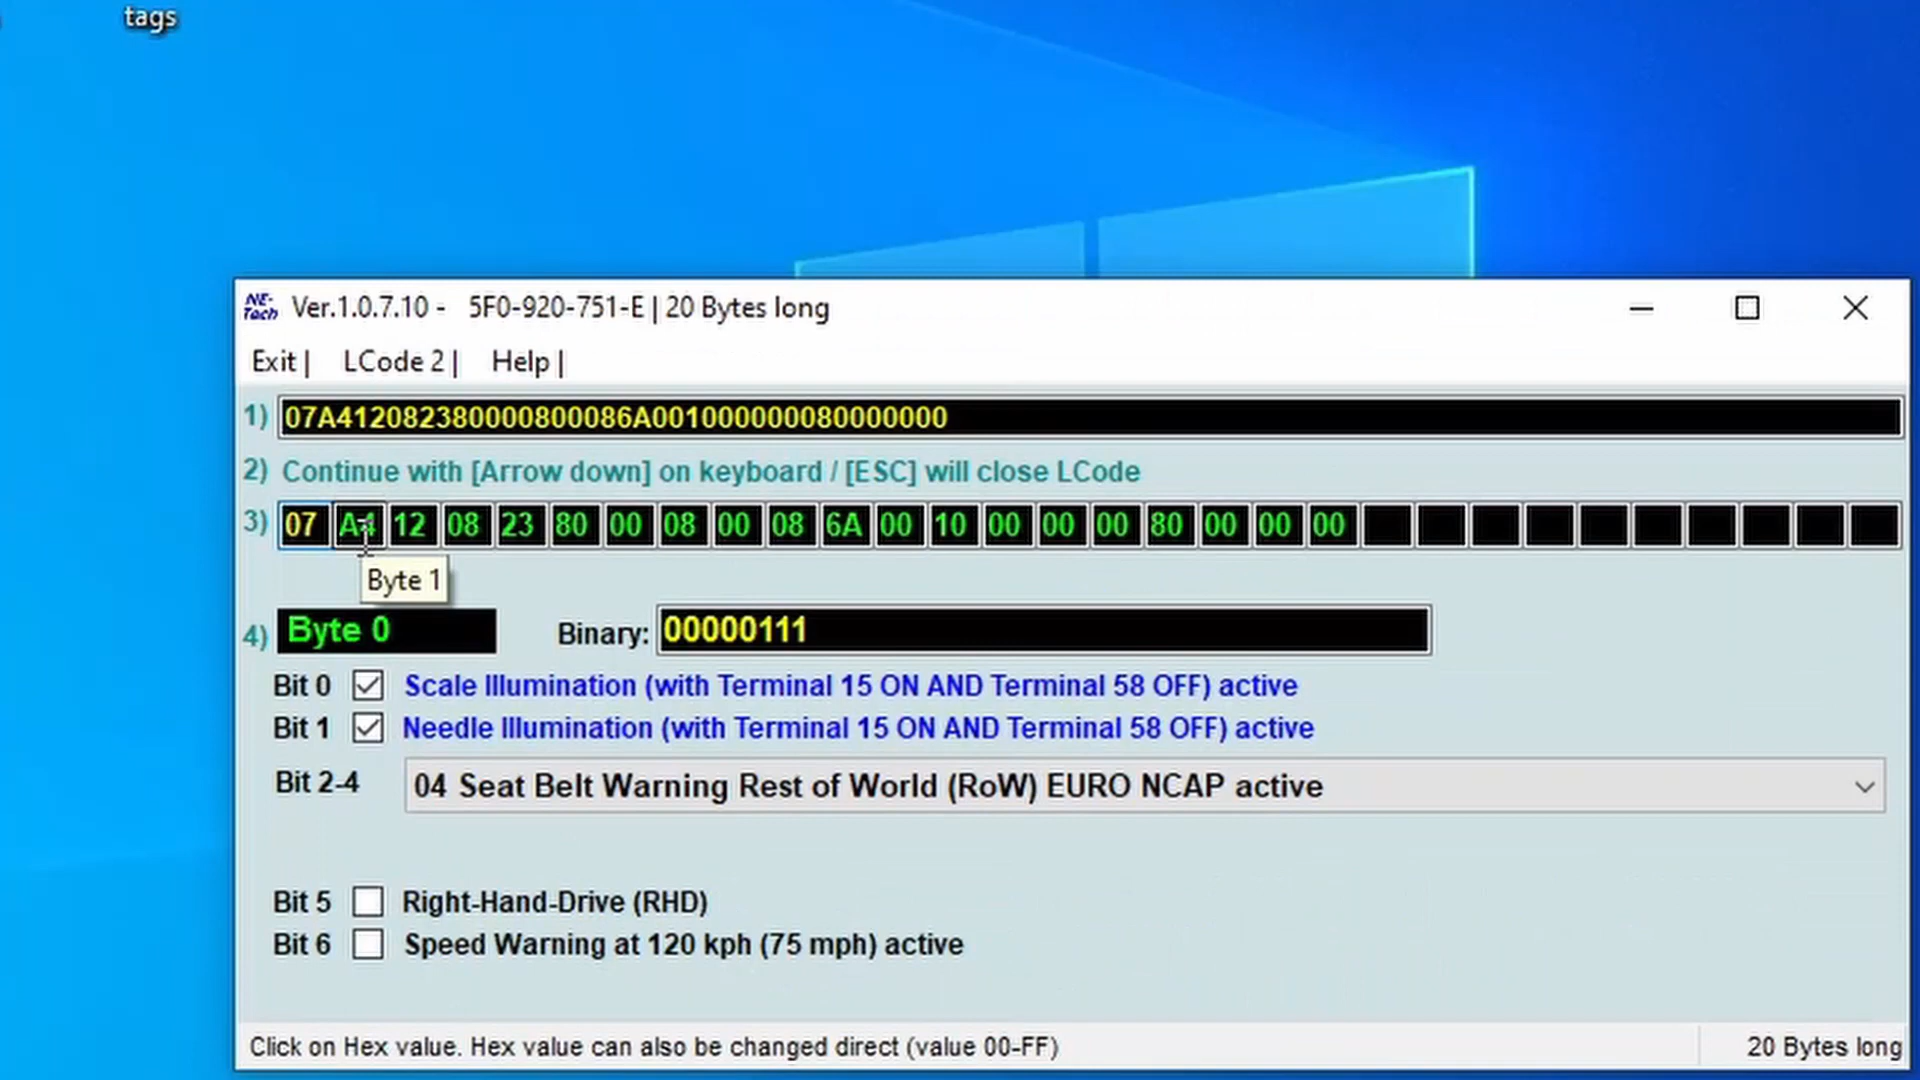 tags
NE-Tech Ver.1.0.7.10 - 5F0-920-751-E | 20 Bytes long
Exit | LCode 2 | Help |
1) 07A412082380000800086A001000000080000000
2) Continue with [Arrow down] on keyboard / [ESC] will close LCode
3) 07 A4 12 08 23 80 00 08 00 08 6A 00 10 00 00 00 80 00 00 00
Byte 1
4) Byte 0 Binary: 00000111
Bit 0 Scale Illumination (with Terminal 15 ON AND Terminal 58 OFF) active
Bit 1 Needle Illumination (with Terminal 15 ON AND Terminal 58 OFF) active
Bit 2-4 04 Seat Belt Warning Rest of World (RoW) EURO NCAP active
Bit 5 Right-Hand-Drive (RHD)
Bit 6 Speed Warning at 120 kph (75 mph) active
Click on Hex value. Hex value can also be changed direct (value 00-FF) 20 Bytes long